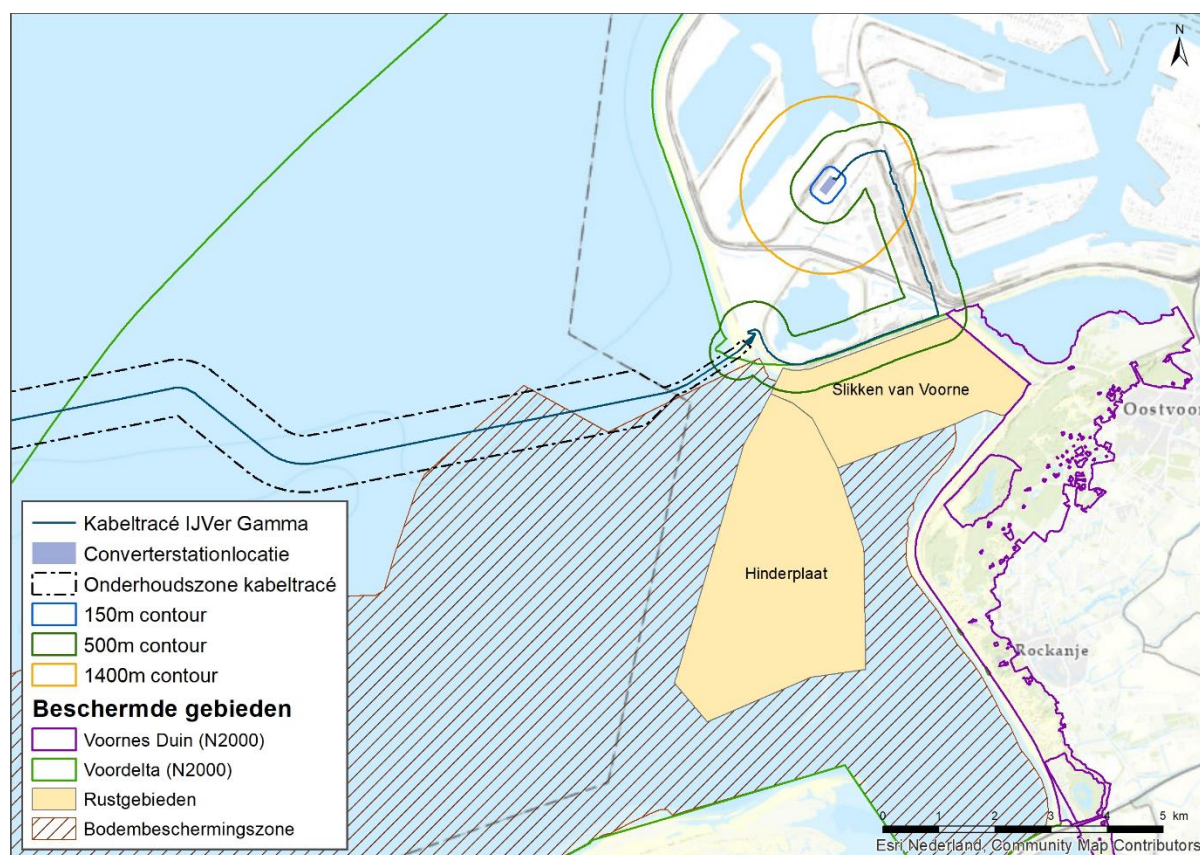 N
Slikken van Voorne
Oostvoor
Hinderplaat
Rockanje
Kabeltracé IJVer Gamma
Converterstationlocatie
Onderhoudszone kabeltracé
150m contour
500m contour
1400m contour
Beschermde gebieden
Voornes Duin (N2000)
Voordelta (N2000)
Rustgebieden
Bodembeschermingszone
0 1 2 3 4 5 km
Esri Nederland, Community Map Contributors